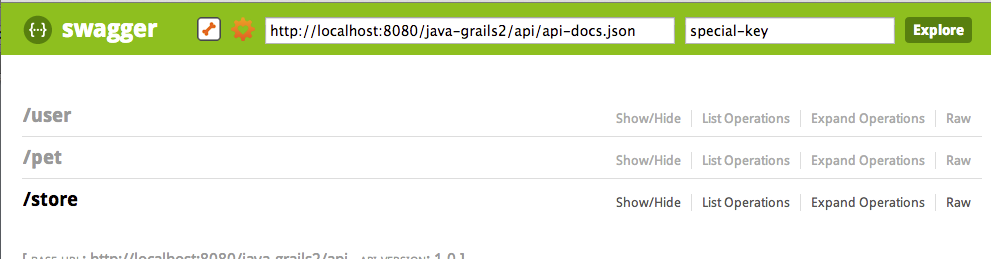 {···} swagger http://localhost:8080/java-grails2/api/api-docs.json special-key Explore
/user Show/Hide List Operations Expand Operations Raw
/pet Show/Hide List Operations Expand Operations Raw
/store Show/Hide List Operations Expand Operations Raw
[ BASE URL: http://localhost:8080/java-grails2/api , API VERSION: 1.0 ]